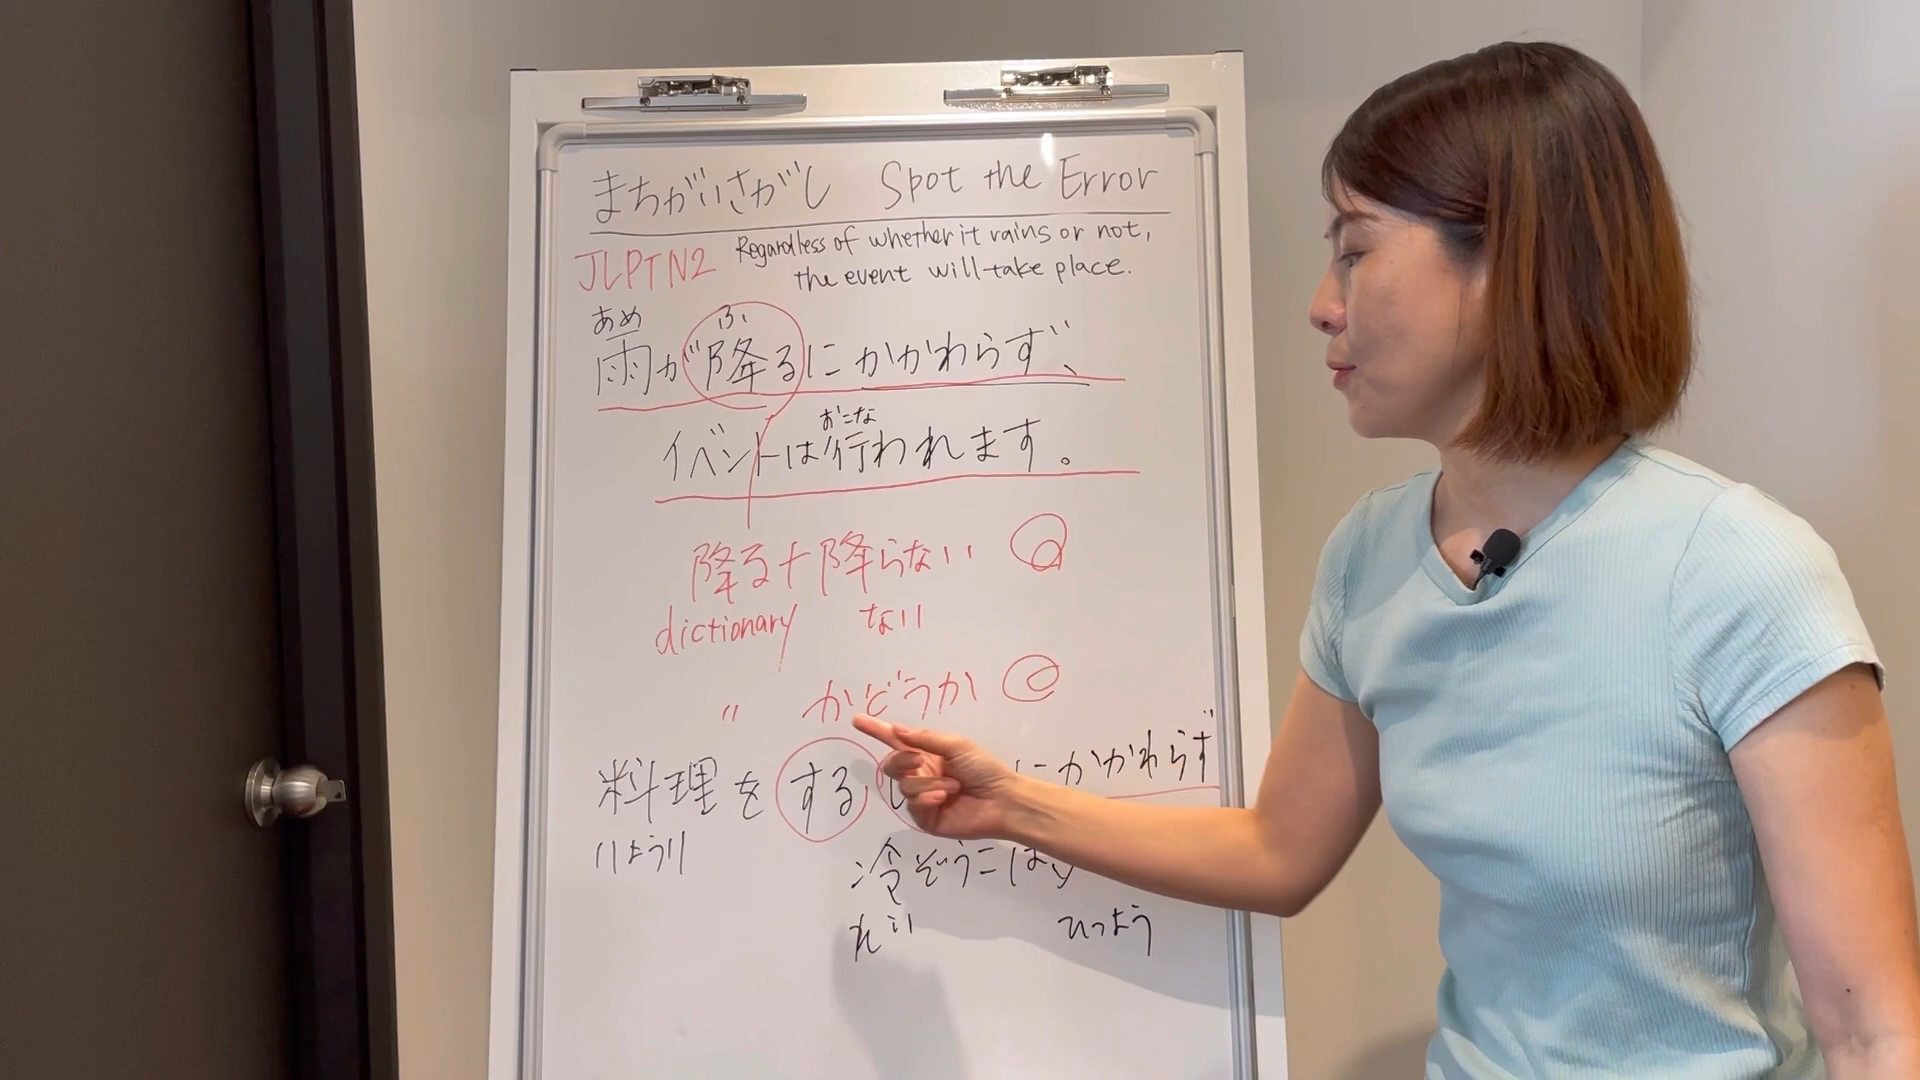 まちがいさがし Spot the Error
JLPT N2 Regardless of whether it rains or not,
the event will take place.
あめ ふ
雨が降るにかかわらず、
おこな
イベントは行われます。
降る+降らない
dictionary ない
〃 かどうか
料理をする し にかかわらず
りょうり
冷ぞうこは
れい ひつよう